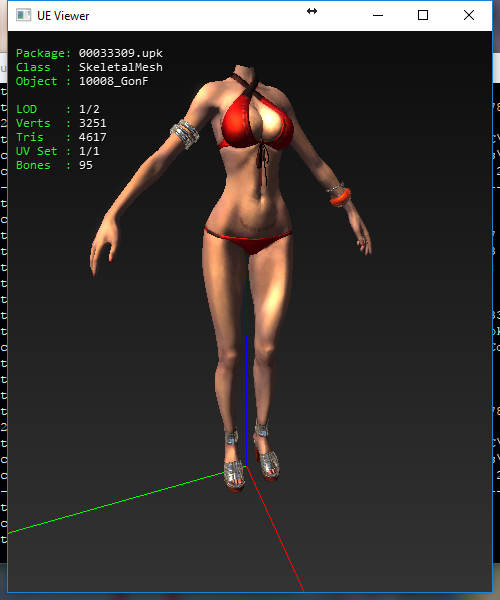 UE Viewer
Package: 00033309.upk
Class : SkeletalMesh
Object : 10008_GonF
LOD : 1/2
Verts : 3251
Tris : 4617
UV Set : 1/1
Bones : 95